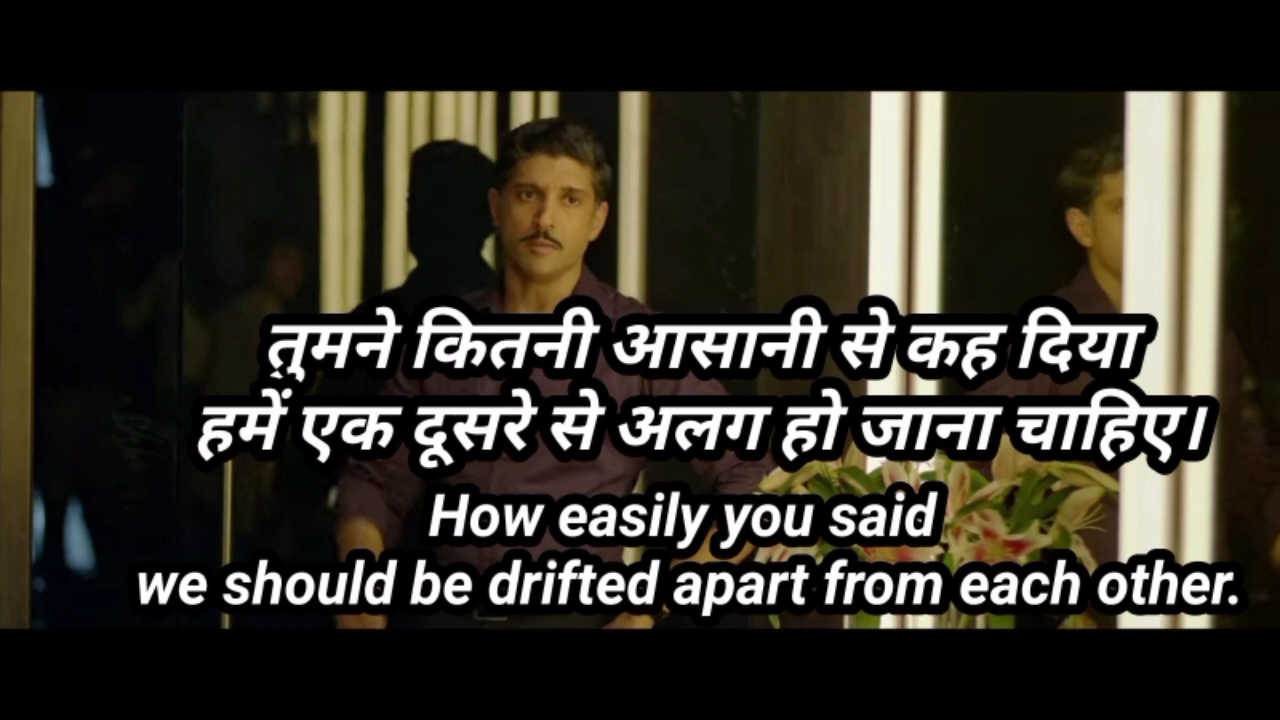 तुमने कितनी आसानी से कह दिया
हमें एक दूसरे से अलग हो जाना चाहिए।
How easily you said
we should be drifted apart from each other.